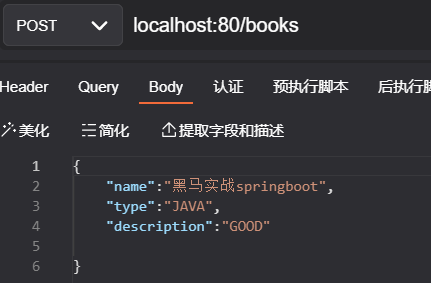 POST localhost:80/books
Header Query Body 认证 预执行脚本 后执行脚
美化 简化 提取字段和描述
1 {
2 "name":"黑马实战springboot",
3 "type":"JAVA",
4 "description":"GOOD"
5
6 }